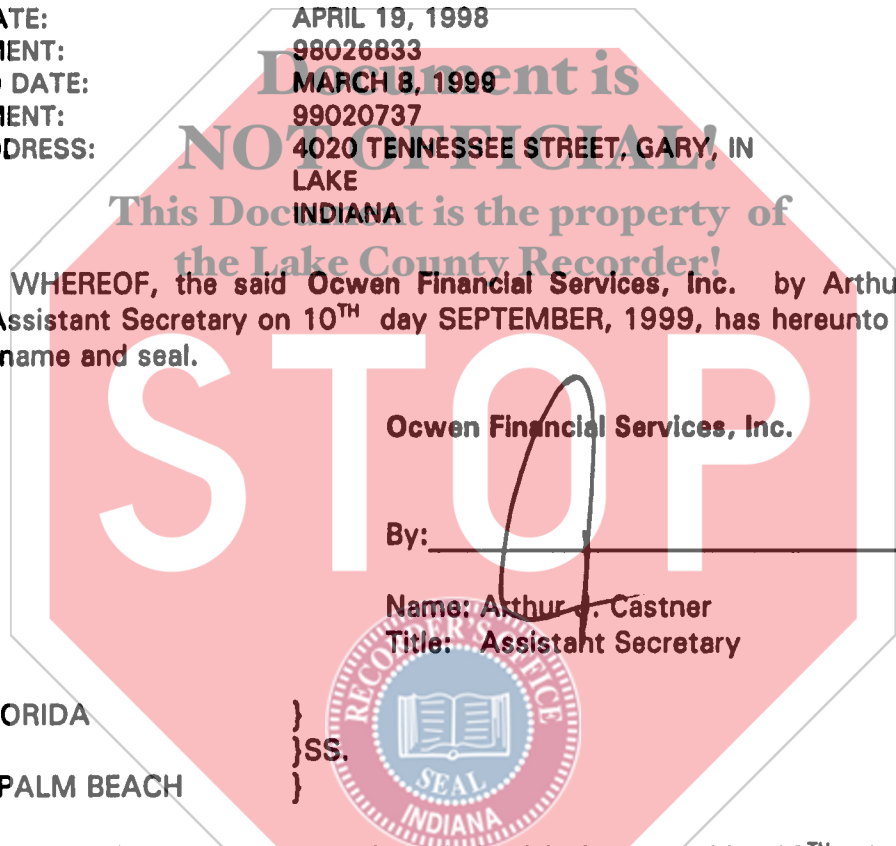 ATE: APRIL 19, 1998
MENT: 98026833
D DATE: MARCH 8, 1999
MENT: 99020737
DRESS: 4020 TENNESSEE STREET, GARY, IN
LAKE
INDIANA
Document is
NOT OFFICIAL!
This Document is the property of
the Lake County Recorder!
WHEREOF, the said Ocwen Financial Services, Inc. by Arthu
Assistant Secretary on 10TH day SEPTEMBER, 1999, has hereunto
name and seal.
STOP
Ocwen Financial Services, Inc.
By:
Name: Arthur J. Castner
Title: Assistant Secretary
ORIDA }
}SS.
PALM BEACH }
RECORDER'S OFFICE
SEAL
INDIANA